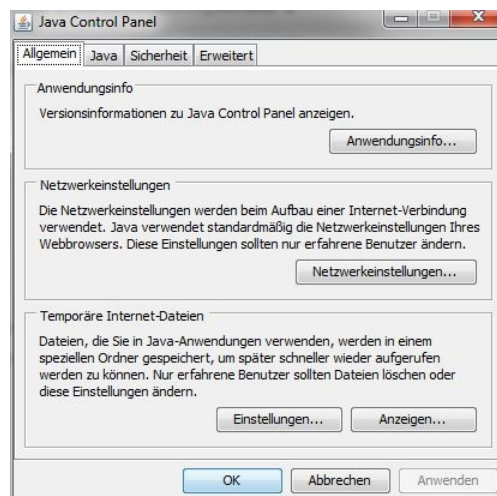 Java Control Panel
Allgemein Java Sicherheit Erweitert
Anwendungsinfo
Versionsinformationen zu Java Control Panel anzeigen.
Anwendungsinfo...
Netzwerkeinstellungen
Die Netzwerkeinstellungen werden beim Aufbau einer Internet-Verbindung
verwendet. Java verwendet standardmäßig die Netzwerkeinstellungen Ihres
Webbrowsers. Diese Einstellungen sollten nur erfahrene Benutzer ändern.
Netzwerkeinstellungen...
Temporäre Internet-Dateien
Dateien, die Sie in Java-Anwendungen verwenden, werden in einem
speziellen Ordner gespeichert, um später schneller wieder aufgerufen
werden zu können. Nur erfahrene Benutzer sollten Dateien löschen oder
diese Einstellungen ändern.
Einstellungen... Anzeigen...
OK Abbrechen Anwenden